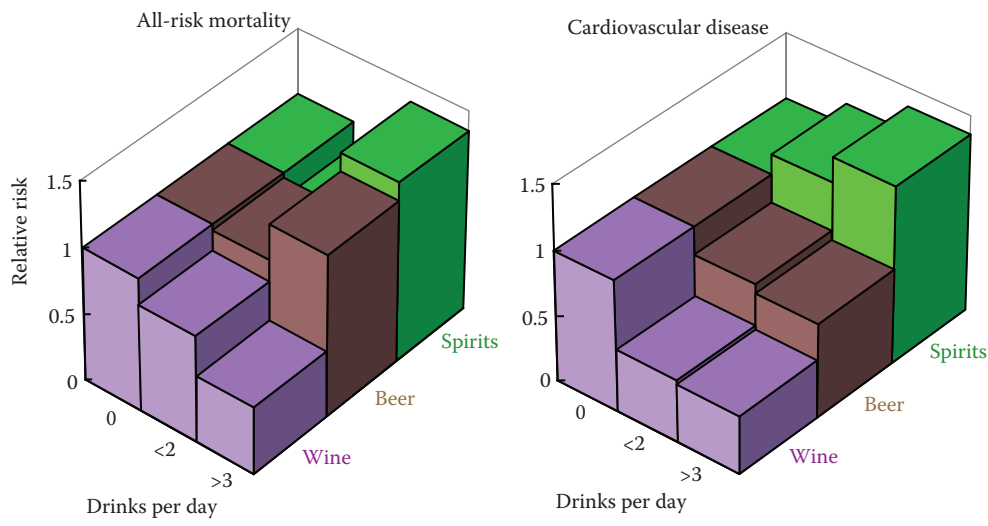 All-risk mortality
Relative risk
1.5
1
0.5
0
0
<2
>3
Drinks per day
Wine
Beer
Spirits
Cardiovascular disease
1.5
1
0.5
0
0
<2
>3
Drinks per day
Wine
Beer
Spirits